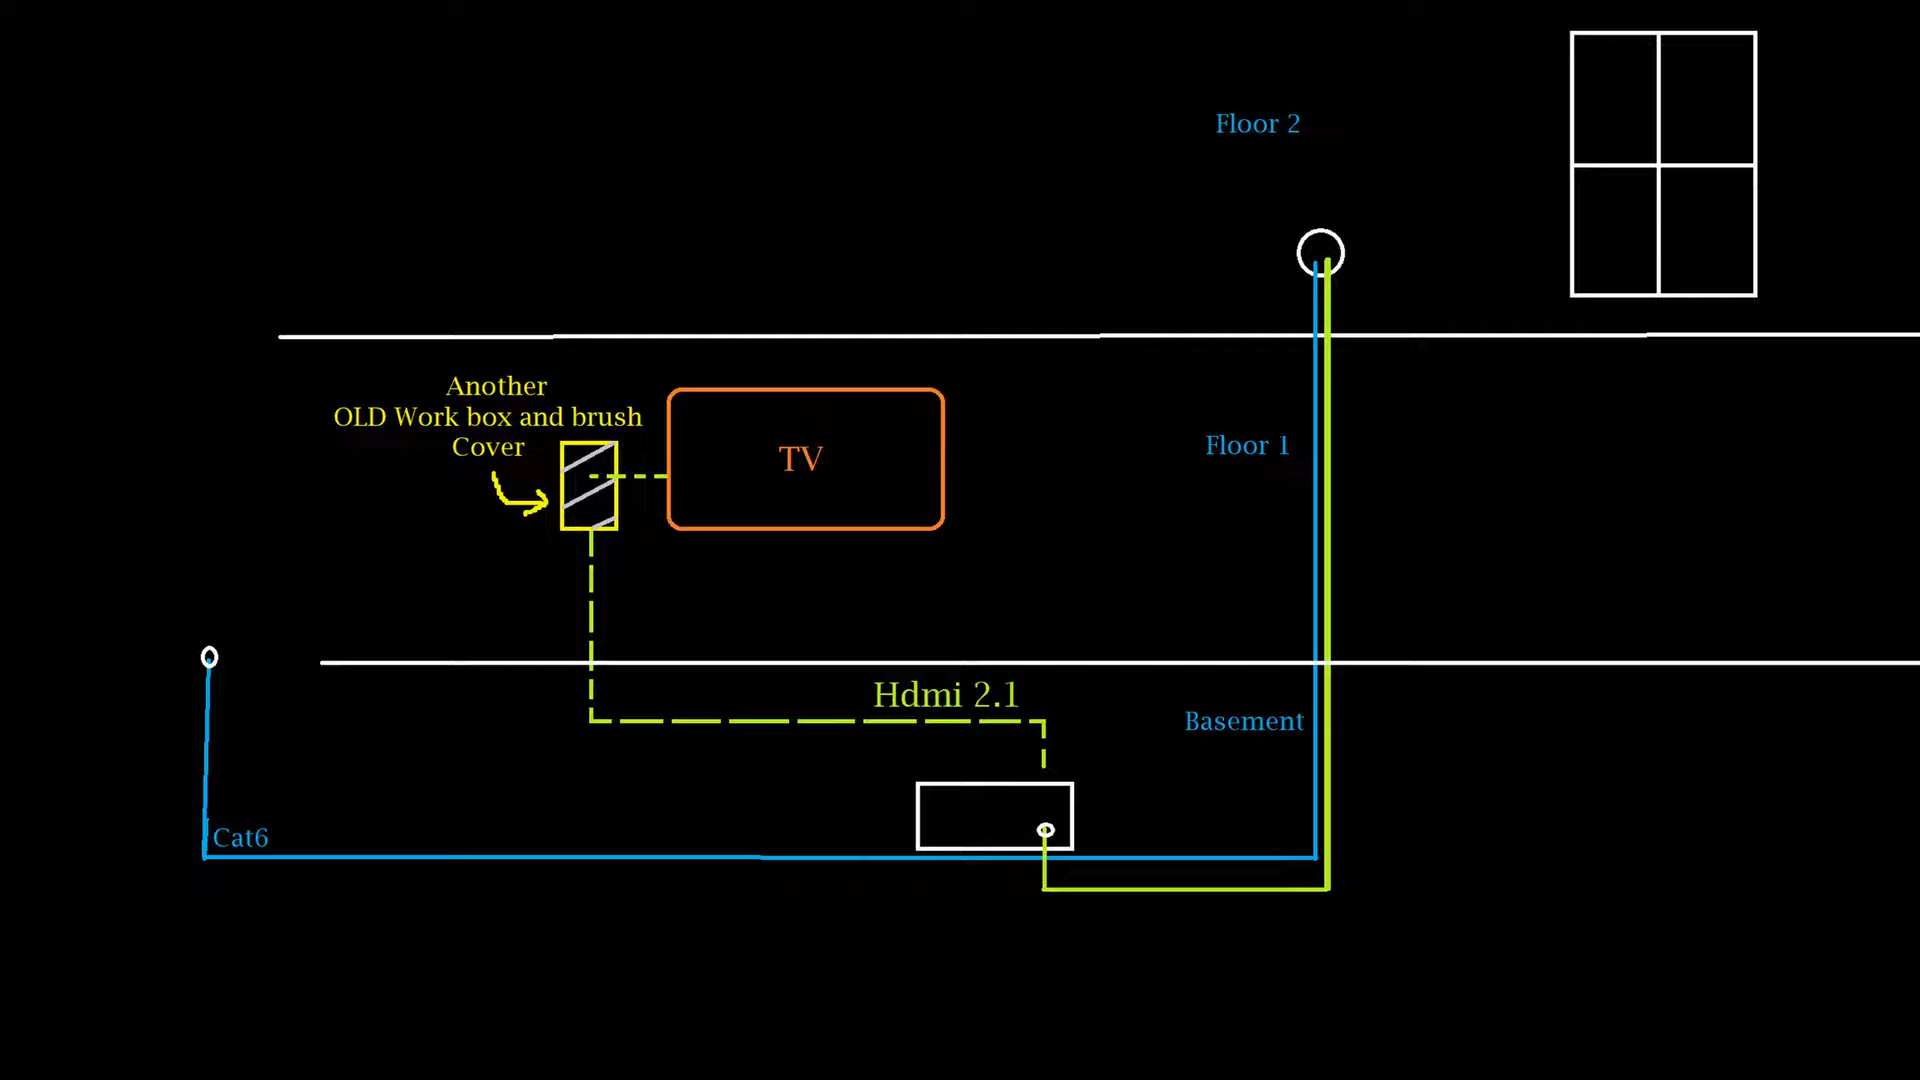 Floor 2
Another
OLD Work box and brush
Cover
TV
Floor 1
Hdmi 2.1
Basement
Cat6